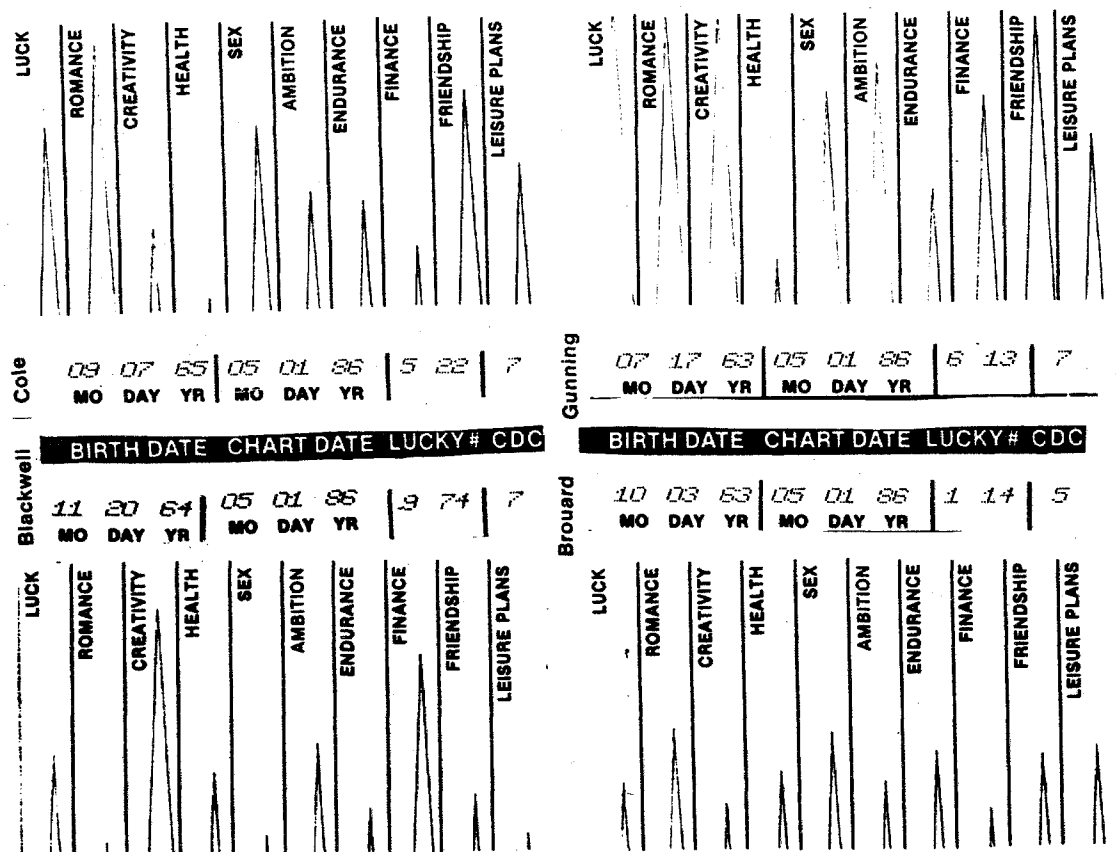 LUCK ROMANCE CREATIVITY HEALTH SEX AMBITION ENDURANCE FINANCE FRIENDSHIP LEISURE PLANS
Cole
09 07 65 05 01 86 5 22 7
MO DAY YR MO DAY YR
BIRTH DATE CHART DATE LUCKY# CDC
Blackwell
11 20 64 05 01 86 9 74 7
MO DAY YR MO DAY YR
LUCK ROMANCE CREATIVITY HEALTH SEX AMBITION ENDURANCE FINANCE FRIENDSHIP LEISURE PLANS
LUCK ROMANCE CREATIVITY HEALTH SEX AMBITION ENDURANCE FINANCE FRIENDSHIP LEISURE PLANS
Gunning
07 17 63 05 01 86 6 13 7
MO DAY YR MO DAY YR
BIRTH DATE CHART DATE LUCKY# CDC
Brouard
10 03 63 05 01 86 1 14 5
MO DAY YR MO DAY YR
LUCK ROMANCE CREATIVITY HEALTH SEX AMBITION ENDURANCE FINANCE FRIENDSHIP LEISURE PLANS